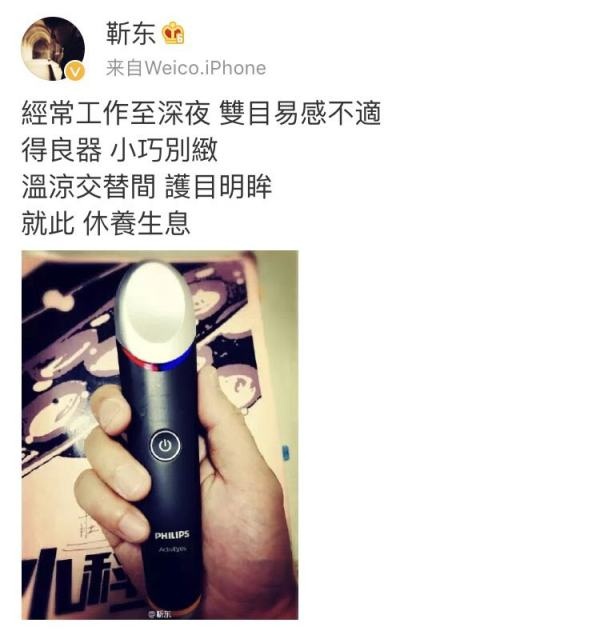 靳东
来自Weico.iPhone
經常工作至深夜 雙目易感不適
得良器 小巧別緻
溫涼交替間 護目明眸
就此 休養生息
PHILIPS
ActivEyes
@靳东